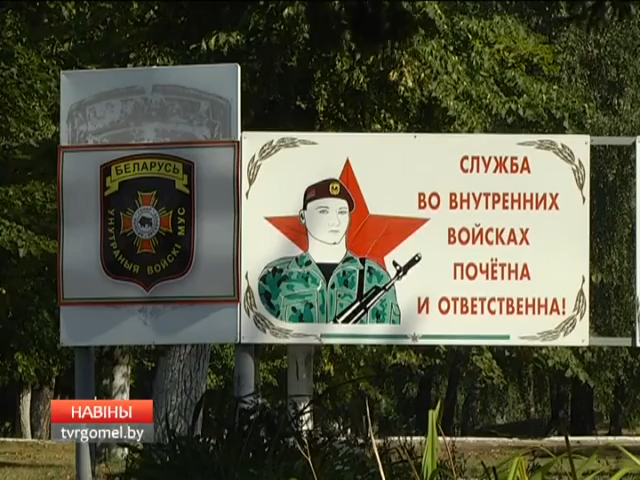 БЕЛАРУСЬ
УНУТРАНЫЯ ВОЙСКІ МУС
СЛУЖБА
ВО ВНУТРЕННИХ
ВОЙСКАХ
ПОЧЁТНА
И ОТВЕТСТВЕННА!
НАВІНЫ
tvrgomel.by